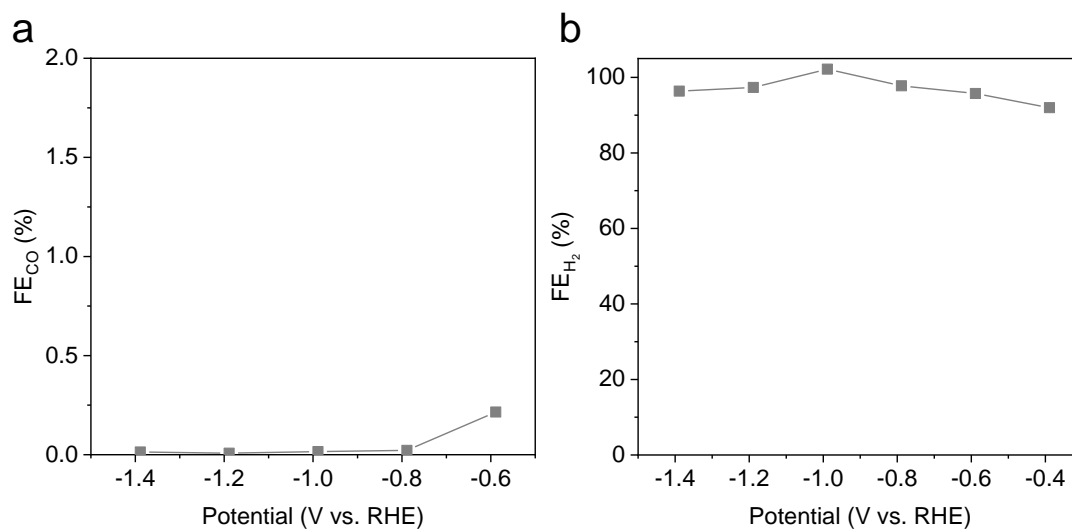 a
2.0
1.5
1.0
0.5
0.0
FE_CO (%)
-1.4 -1.2 -1.0 -0.8 -0.6
Potential (V vs. RHE)
b
100
80
60
40
20
0
FE_H₂ (%)
-1.4 -1.2 -1.0 -0.8 -0.6 -0.4
Potential (V vs. RHE)